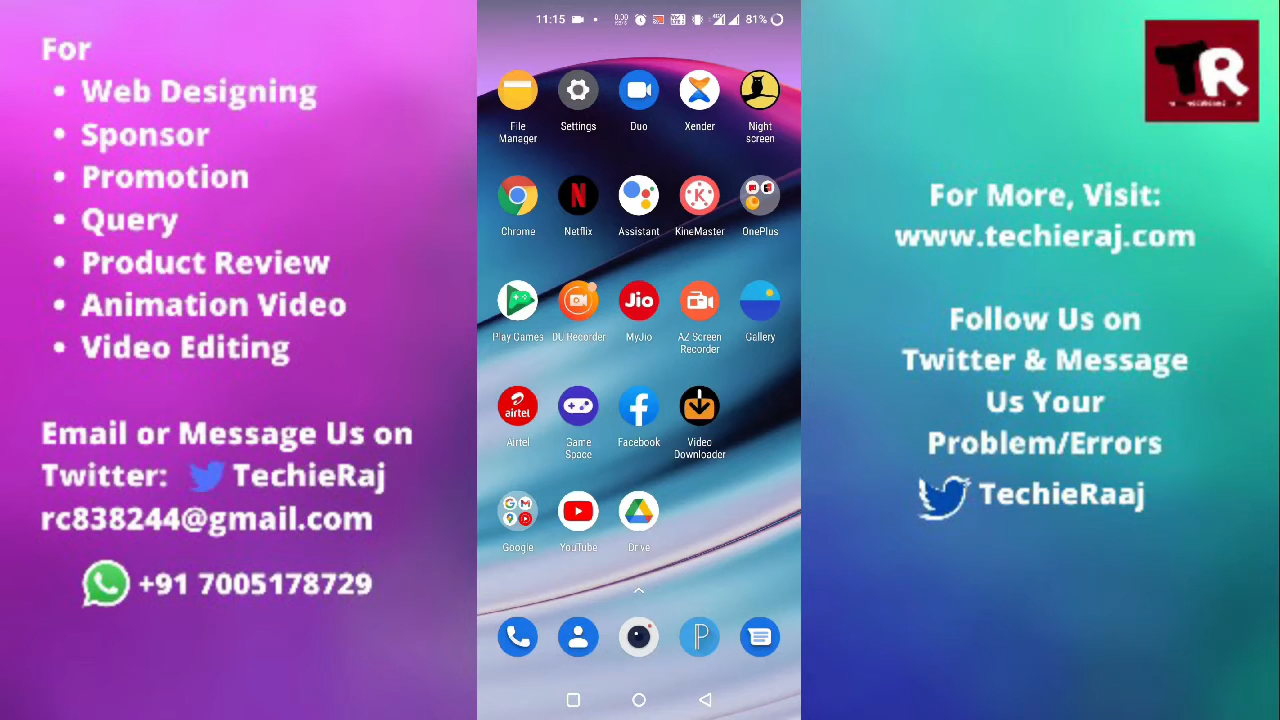 For
Web Designing
Sponsor
Promotion
Query
Product Review
Animation Video
Video Editing
Email or Message Us on
Twitter: TechieRaj
rc838244@gmail.com
+91 7005178729
11:15
81%
File Manager
Settings
Duo
Xender
Night screen
Chrome
Netflix
Assistant
KineMaster
OnePlus
Play Games
DU Recorder
Jio
MyJio
AZ Screen Recorder
Gallery
airtel
Airtel
Game Space
Facebook
Video Downloader
Google
YouTube
Drive
TR
For More, Visit:
www.techieraj.com
Follow Us on
Twitter & Message
Us Your
Problem/Errors
TechieRaaj